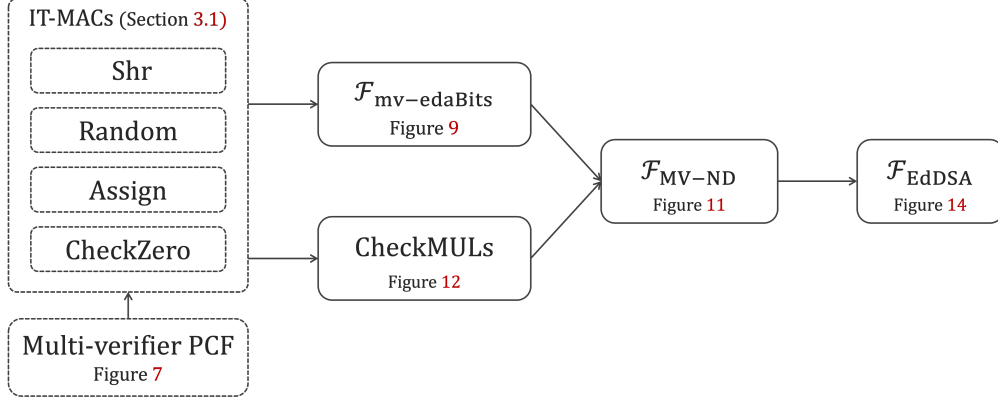 IT-MACs (Section 3.1)
Shr
Random
Assign
CheckZero
Multi-verifier PCF
Figure 7
ℱmv−edaBits
Figure 9
CheckMULs
Figure 12
ℱMV−ND
Figure 11
ℱEdDSA
Figure 14